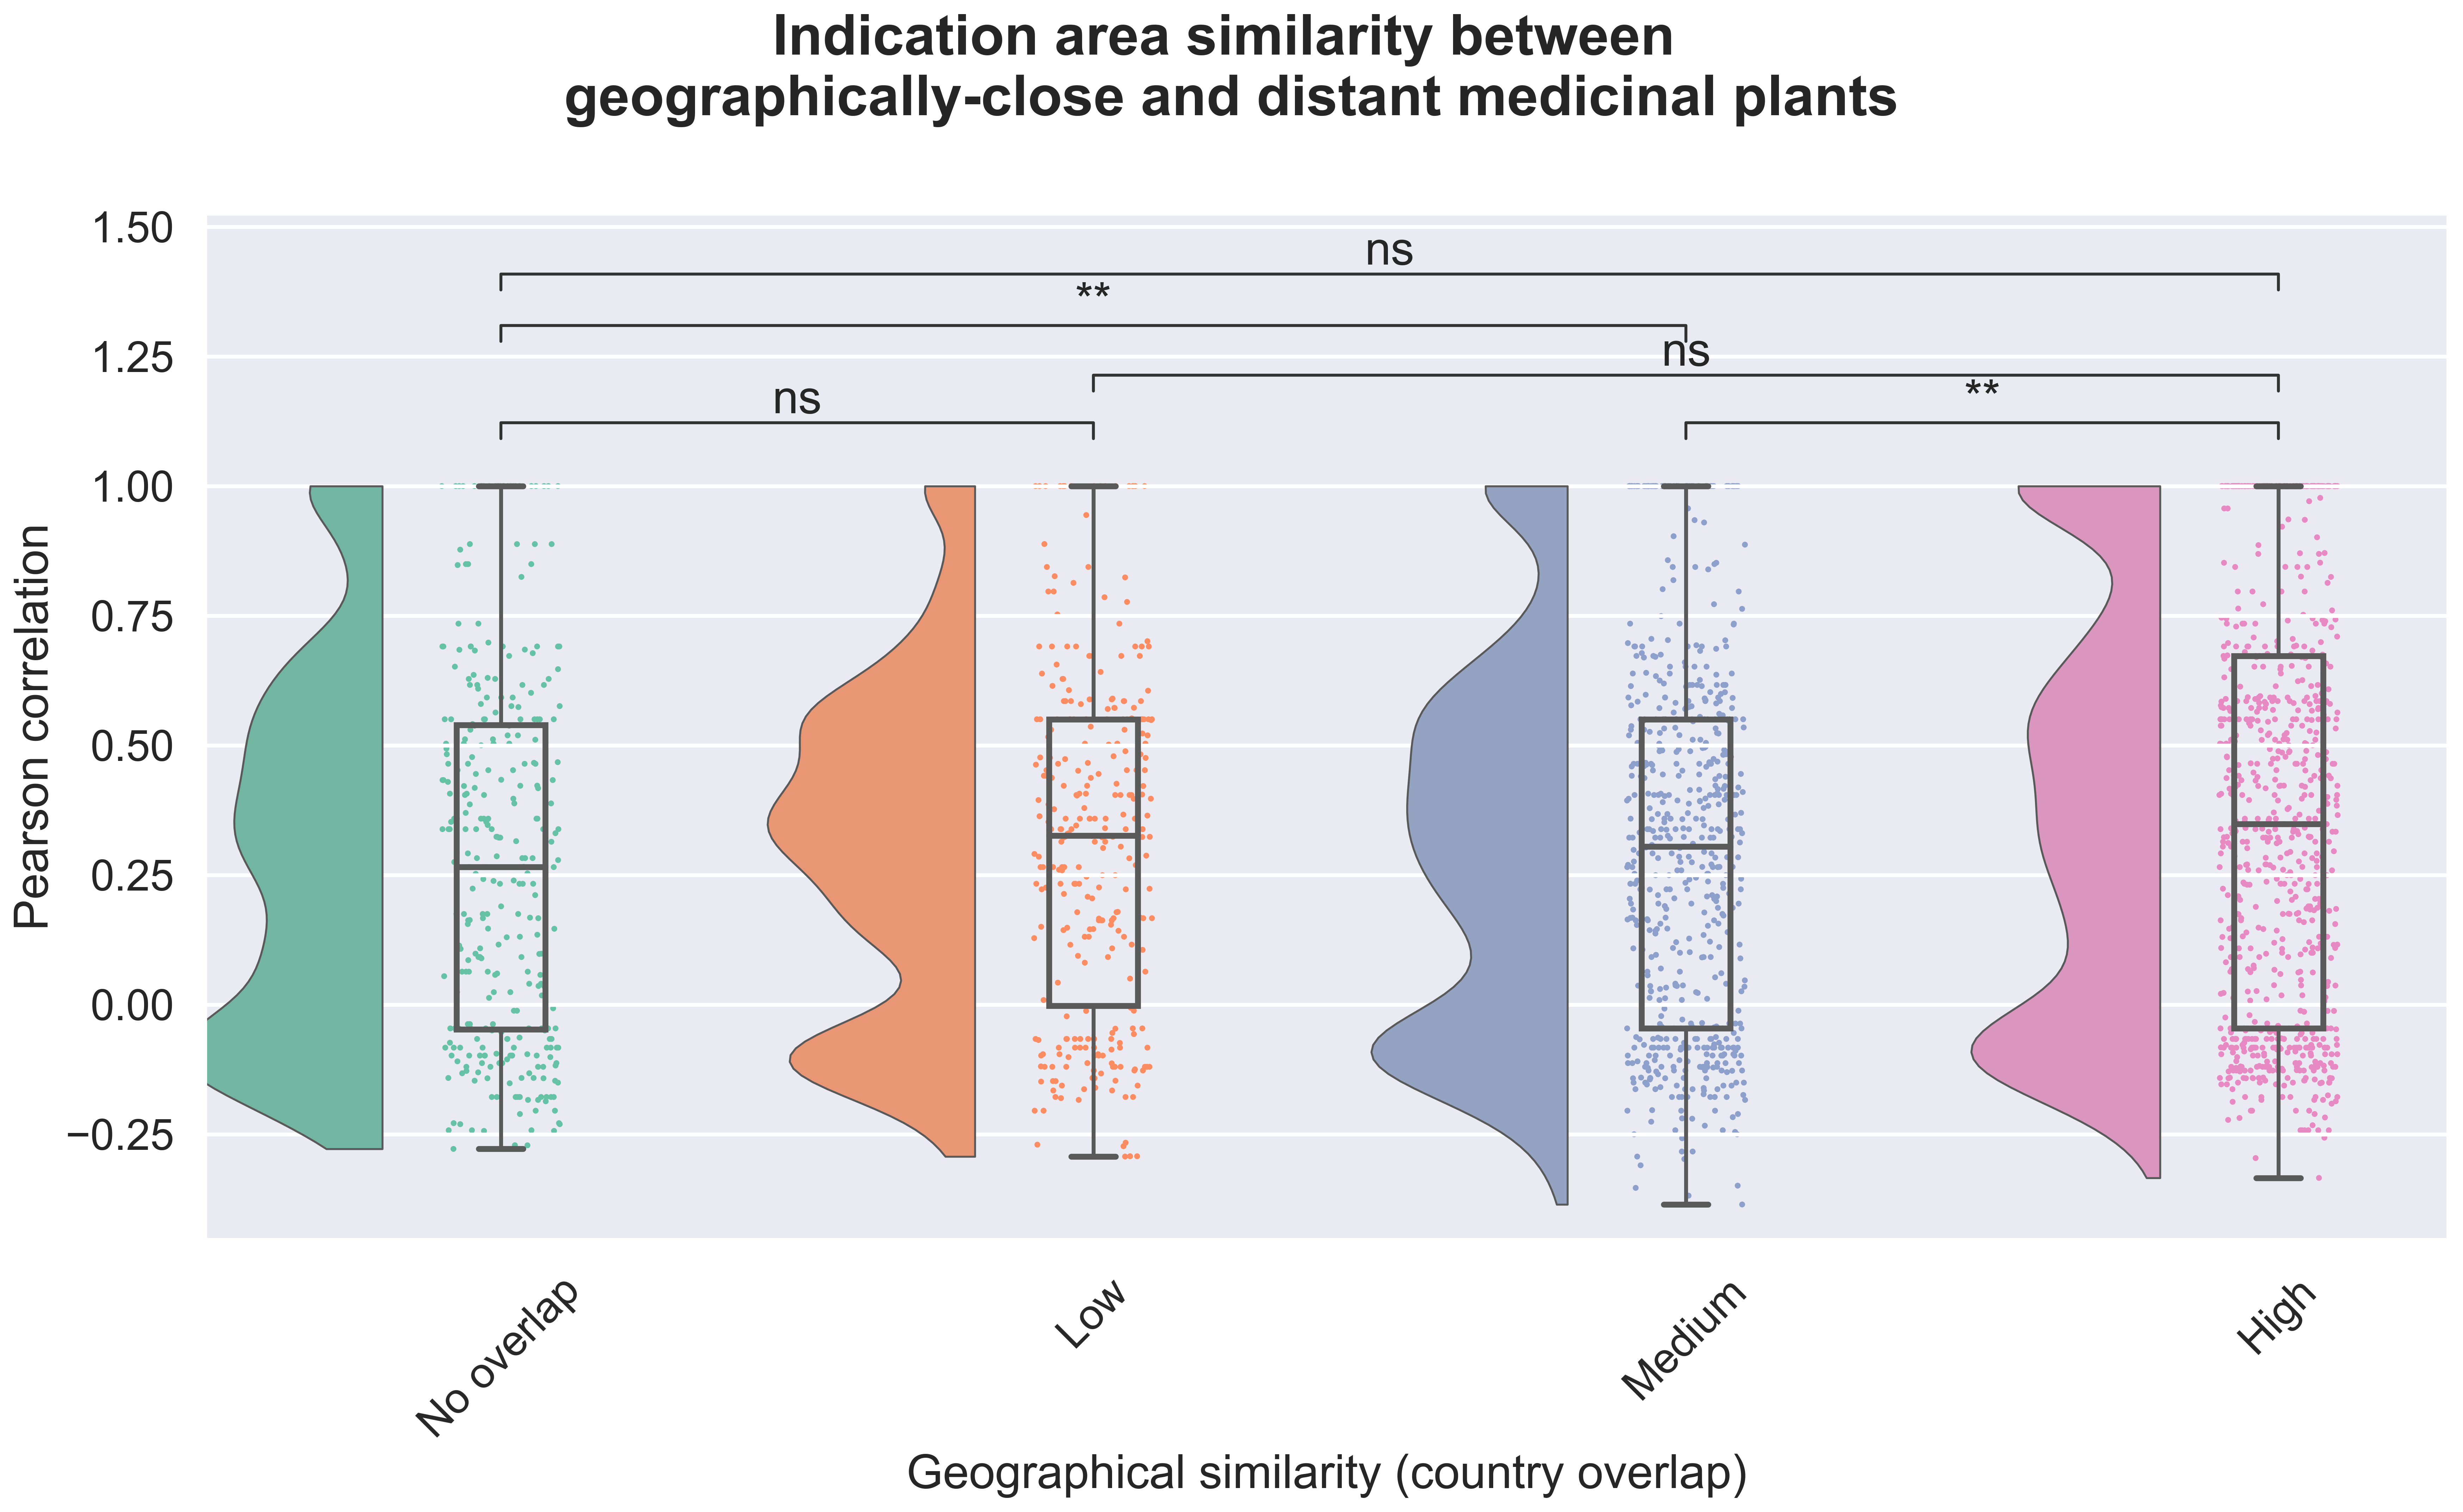 Indication area similarity between
geographically-close and distant medicinal plants
1.50
1.25
1.00
0.75
0.50
0.25
0.00
−0.25
Pearson correlation
ns
**
ns
ns
**
No overlap
Low
Medium
High
Geographical similarity (country overlap)